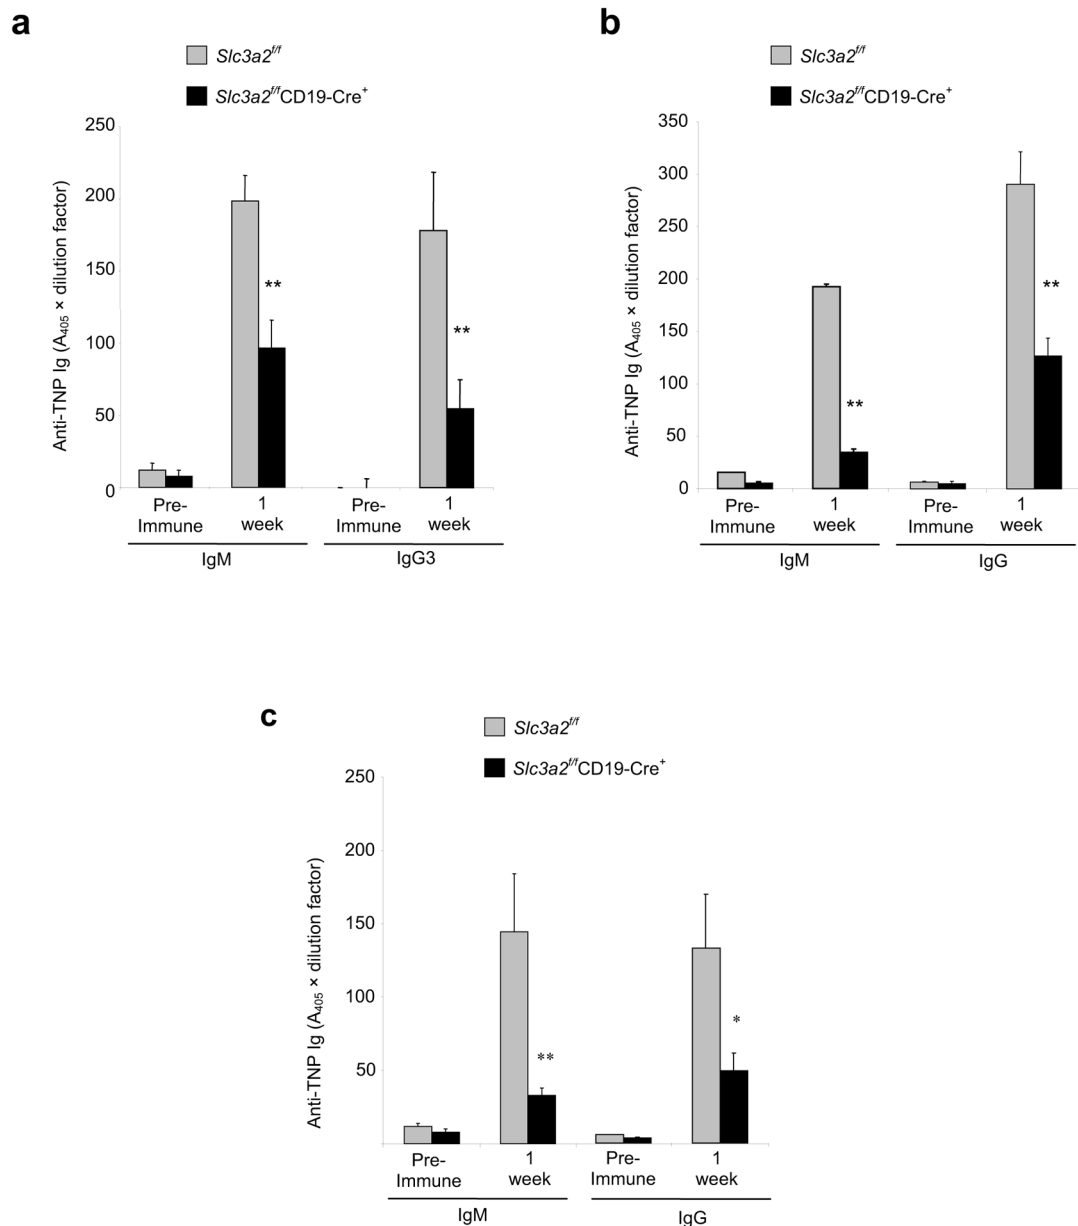 a
Slc3a2f/f
Slc3a2f/fCD19-Cre+
Anti-TNP Ig (A405 × dilution factor)
250
200
150
100
50
0
Pre-
Immune
1
week
Pre-
Immune
1
week
**
**
IgM
IgG3
b
Slc3a2f/f
Slc3a2f/fCD19-Cre+
Anti-TNP Ig (A405 × dilution factor)
350
300
250
200
150
100
50
0
Pre-
Immune
1
week
Pre-
Immune
1
week
**
**
IgM
IgG
c
Slc3a2f/f
Slc3a2f/fCD19-Cre+
Anti-TNP Ig (A405 × dilution factor)
250
200
150
100
50
Pre-
Immune
1
week
Pre-
Immune
1
week
**
*
IgM
IgG